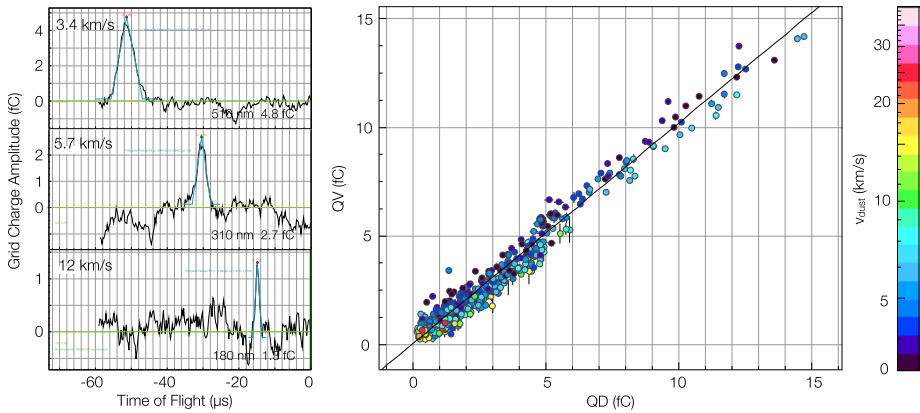 3.4 km/s
4
2
0
510 nm 4.8 fC
5.7 km/s
2
0
310 nm 2.7 fC
12 km/s
1
0
180 nm 1.9 fC
-60
-40
-20
0
Time of Flight (µs)
Grid Charge Amplitude (fC)
15
10
5
0
QV (fC)
0
5
10
15
QD (fC)
30
20
10
5
0
vdust (km/s)